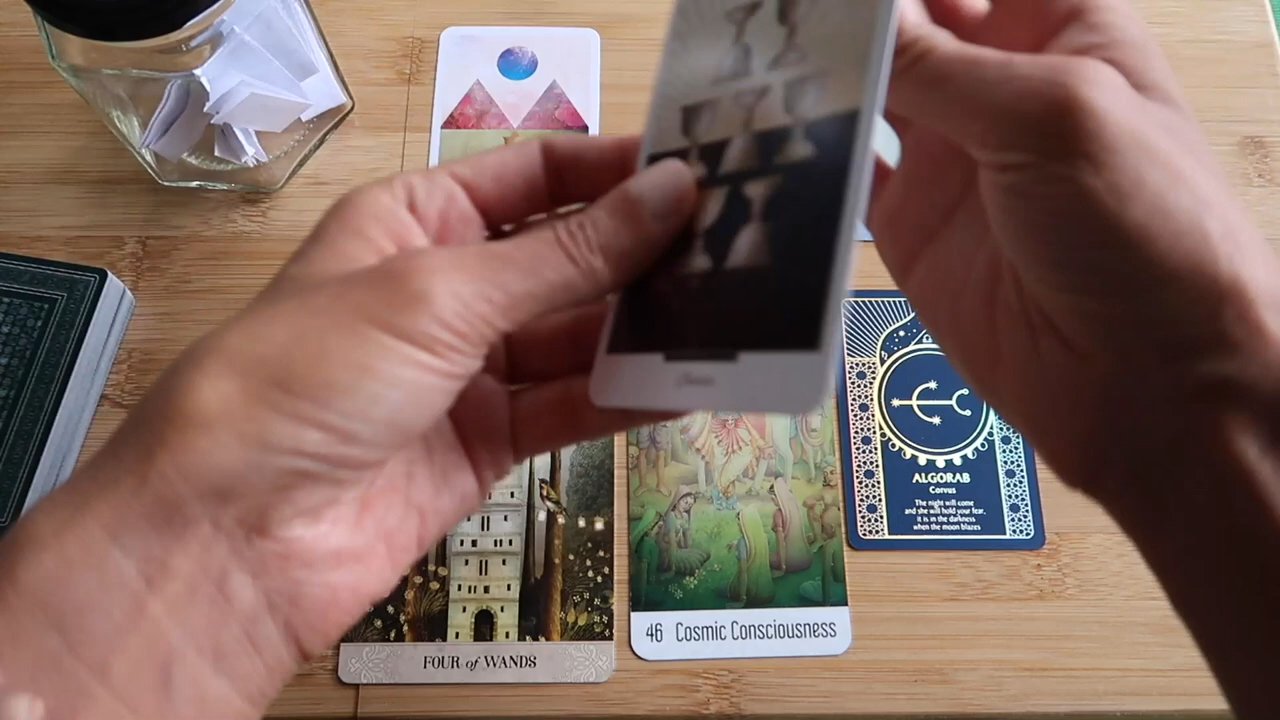 ALGORAB
Corvus
The night will come
and she will hold your fear,
it is in the darkness
when the moon blazes
46 Cosmic Consciousness
FOUR of WANDS